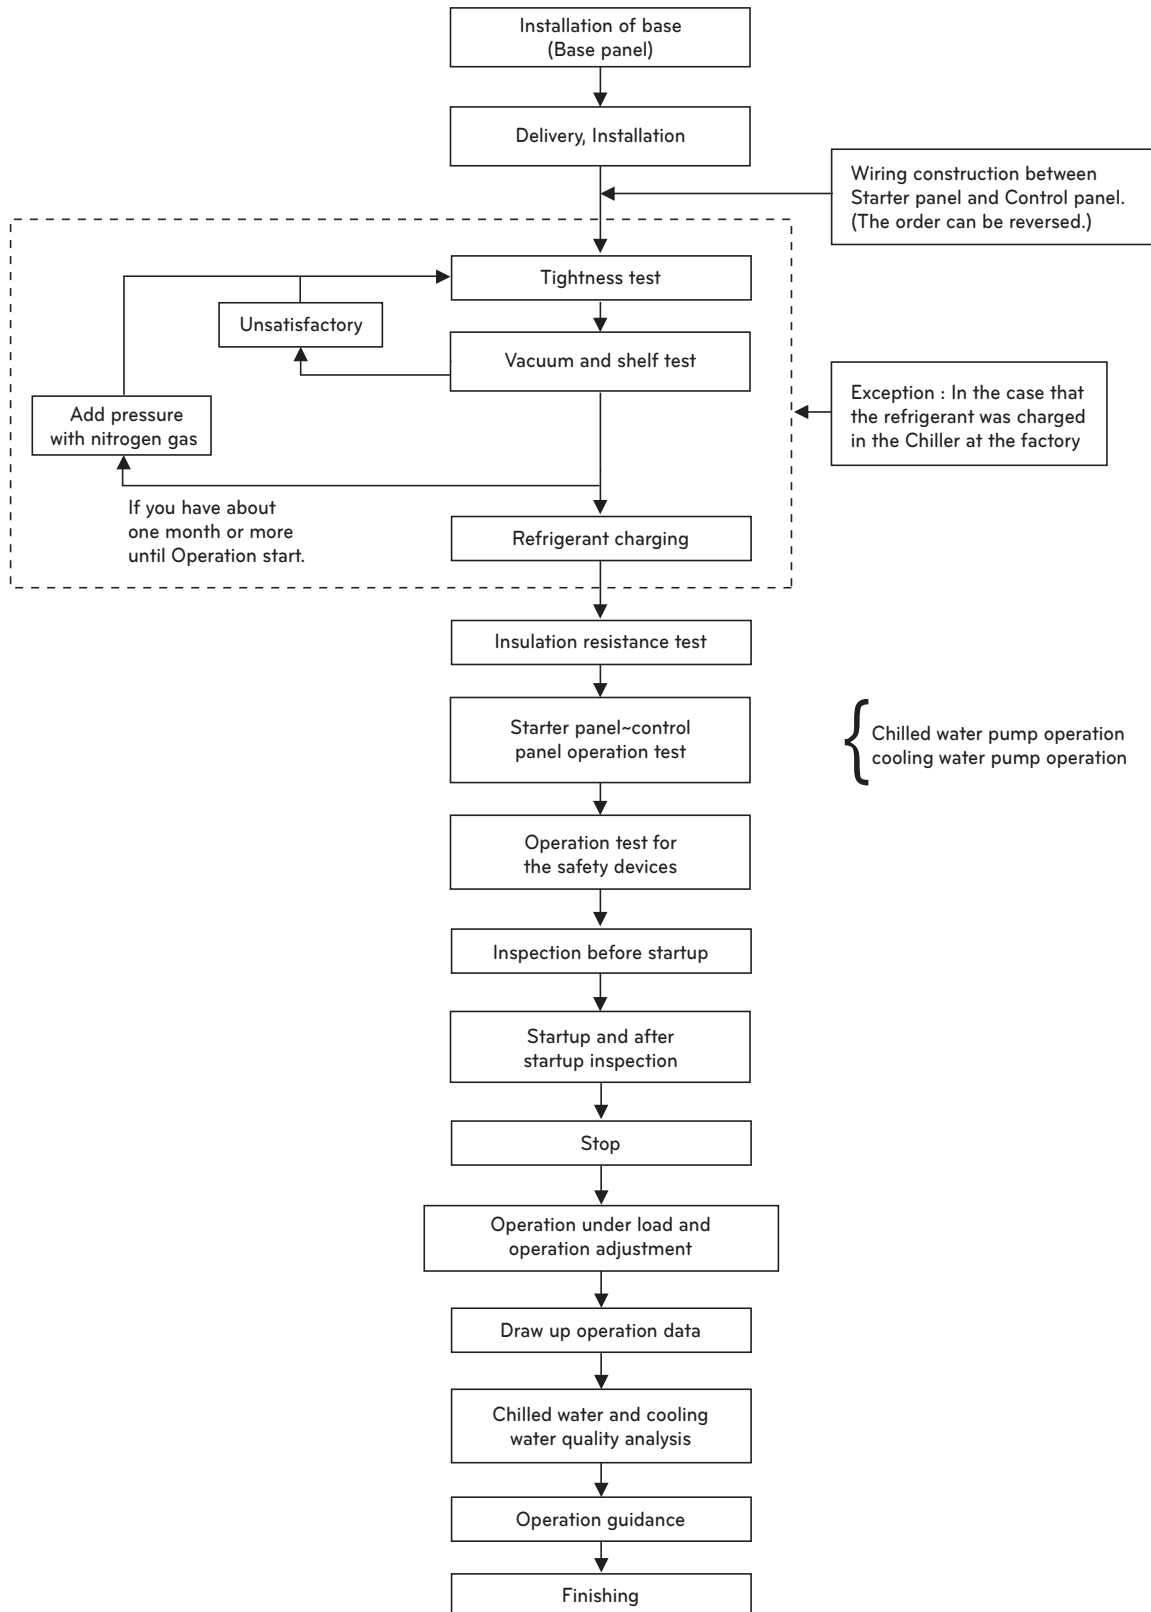 Installation of base
(Base panel)
Delivery, Installation
Wiring construction between
Starter panel and Control panel.
(The order can be reversed.)
Tightness test
Unsatisfactory
Vacuum and shelf test
Exception : In the case that
the refrigerant was charged
in the Chiller at the factory
Add pressure
with nitrogen gas
If you have about
one month or more
until Operation start.
Refrigerant charging
Insulation resistance test
Starter panel~control
panel operation test
Chilled water pump operation
cooling water pump operation
Operation test for
the safety devices
Inspection before startup
Startup and after
startup inspection
Stop
Operation under load and
operation adjustment
Draw up operation data
Chilled water and cooling
water quality analysis
Operation guidance
Finishing